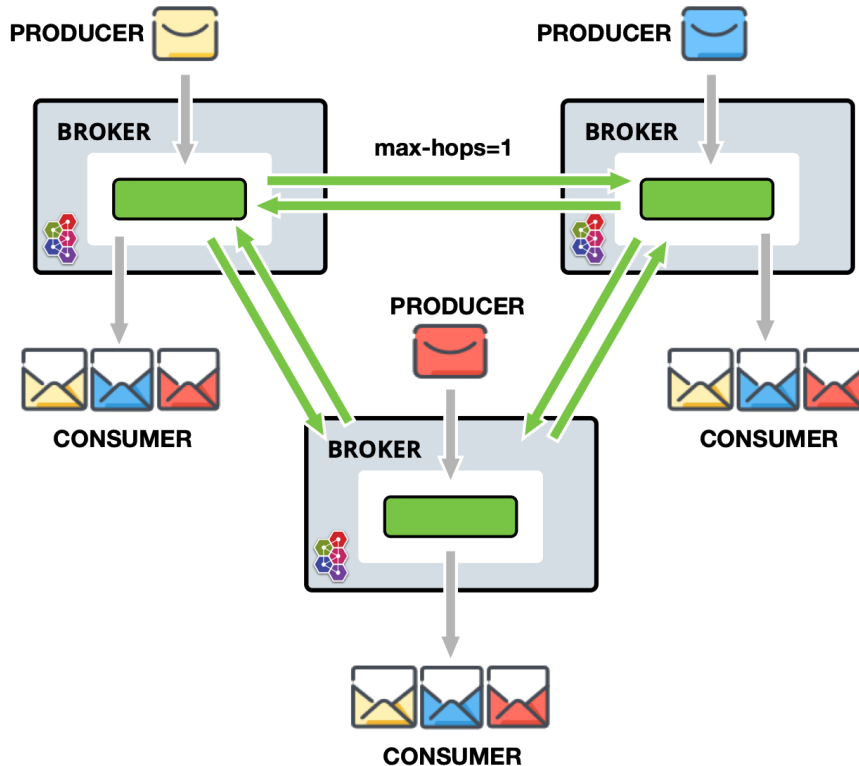 PRODUCER
PRODUCER
BROKER
BROKER
max-hops=1
PRODUCER
CONSUMER
CONSUMER
BROKER
CONSUMER